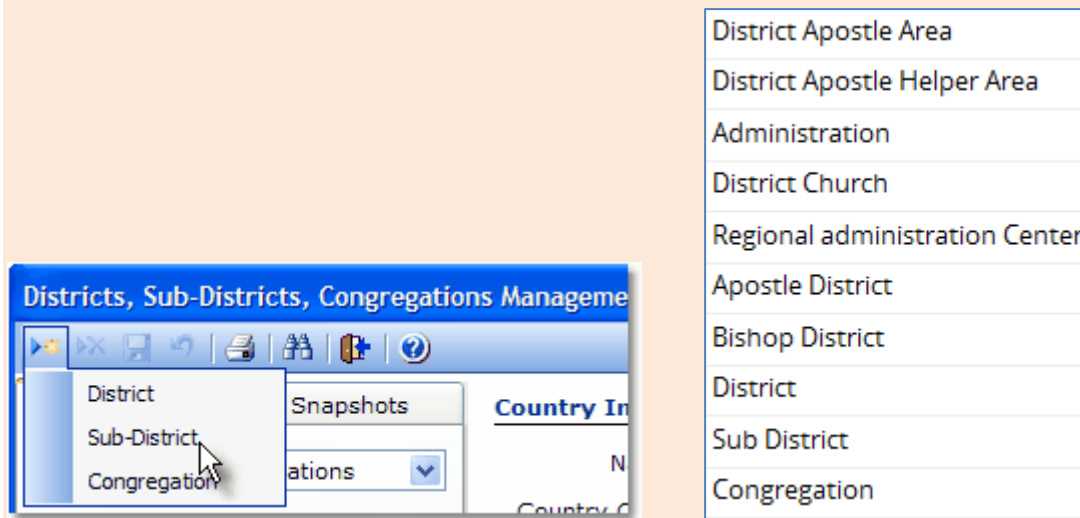 District Apostle Area
District Apostle Helper Area
Administration
District Church
Regional administration Center
Apostle District
Bishop District
District
Sub District
Congregation
Districts, Sub-Districts, Congregations Manageme
District
Sub-District
Congregation
Snapshots
ations
Country In
N
Country C